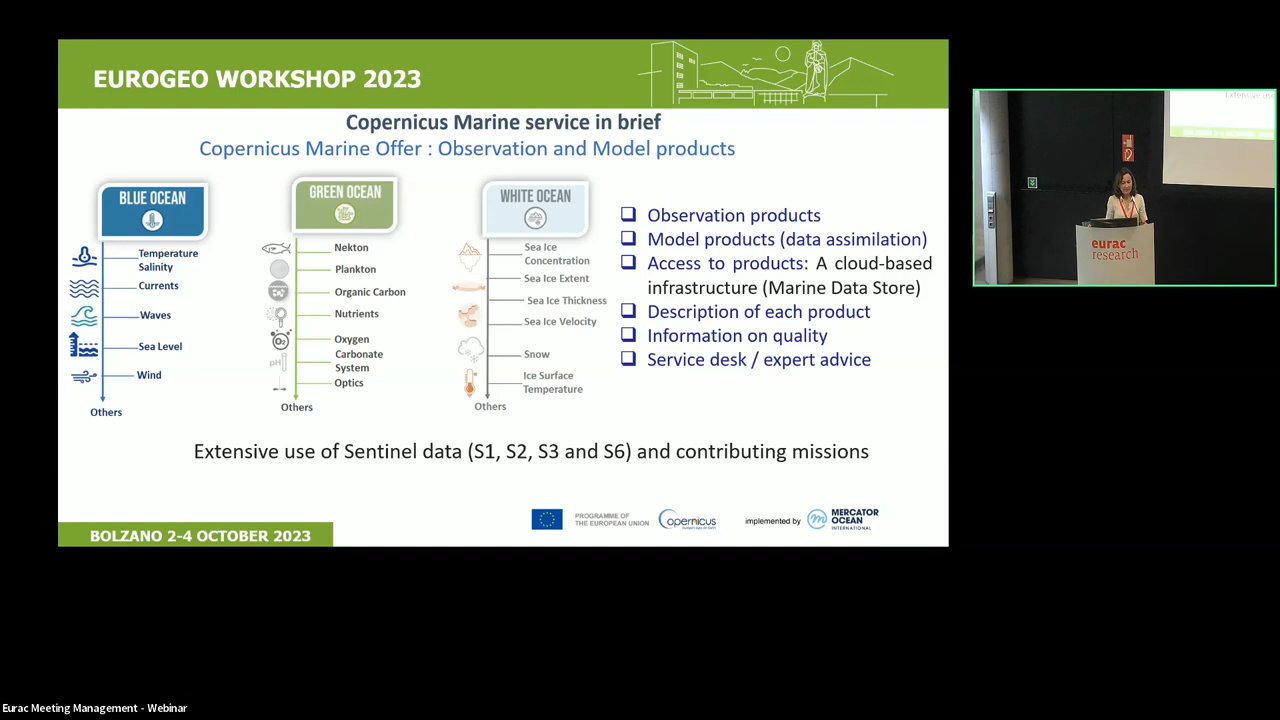 EUROGEO WORKSHOP 2023
Copernicus Marine service in brief
Copernicus Marine Offer : Observation and Model products
BLUE OCEAN
Temperature
Salinity
Currents
Waves
Sea Level
Wind
Others
GREEN OCEAN
Nekton
Plankton
Organic Carbon
Nutrients
O2
Oxygen
pH
Carbonate
System
Optics
Others
WHITE OCEAN
Sea Ice
Concentration
Sea Ice Extent
Sea Ice Thickness
Sea Ice Velocity
Snow
Ice Surface
Temperature
Others
Observation products
Model products (data assimilation)
Access to products: A cloud-based
infrastructure (Marine Data Store)
Description of each product
Information on quality
Service desk / expert advice
Extensive use of Sentinel data (S1, S2, S3 and S6) and contributing missions
PROGRAMME OF
THE EUROPEAN UNION
opernicus
implemented by
MERCATOR
OCEAN
INTERNATIONAL
BOLZANO 2-4 OCTOBER 2023
eurac
research
Eurac Meeting Management - Webinar